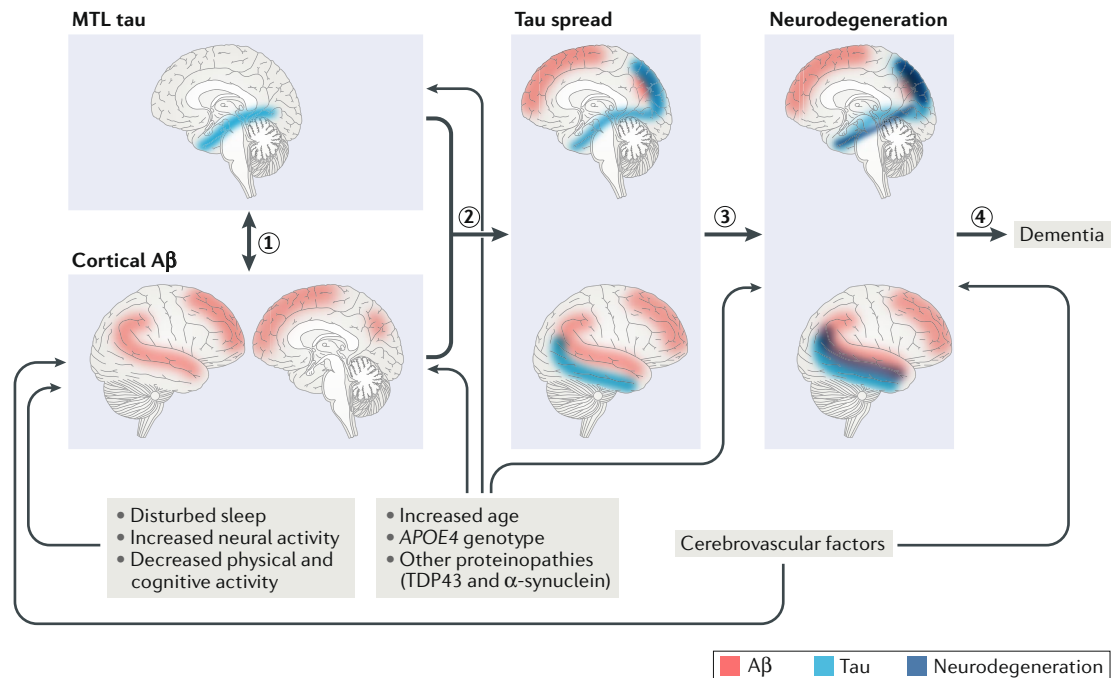 MTL tau
Tau spread
Neurodegeneration
①
②
③
④
Dementia
Cortical Aβ
• Disturbed sleep
• Increased neural activity
• Decreased physical and
cognitive activity
• Increased age
• APOE4 genotype
• Other proteinopathies
(TDP43 and α-synuclein)
Cerebrovascular factors
Aβ
Tau
Neurodegeneration